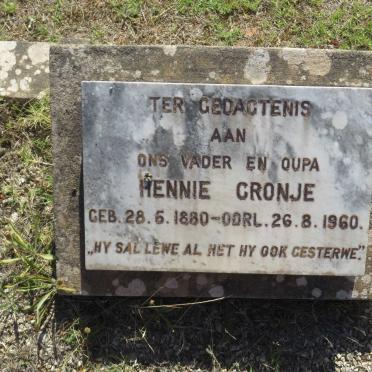 TER GEDAGTENIS
AAN
ONS VADER EN OUPA
HENNIE CRONJE
GEB. 28. 6. 1880-OORL. 26. 8. 1960.
„HY SAL LEWE AL HET HY OOK GESTERWE."